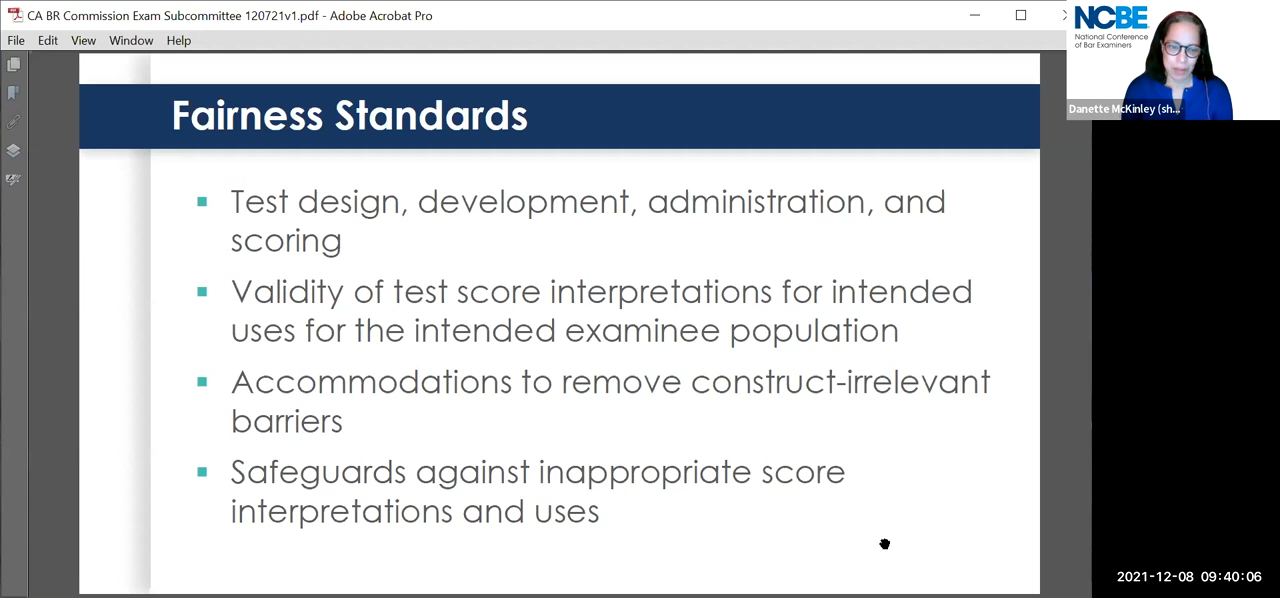 CA BR Commission Exam Subcommittee 120721v1.pdf - Adobe Acrobat Pro
File Edit View Window Help
NCBE
National Conference
of Bar Examiners
Danette McKinley (sh...
Fairness Standards
Test design, development, administration, and
scoring
Validity of test score interpretations for intended
uses for the intended examinee population
Accommodations to remove construct-irrelevant
barriers
Safeguards against inappropriate score
interpretations and uses
2021-12-08 09:40:06